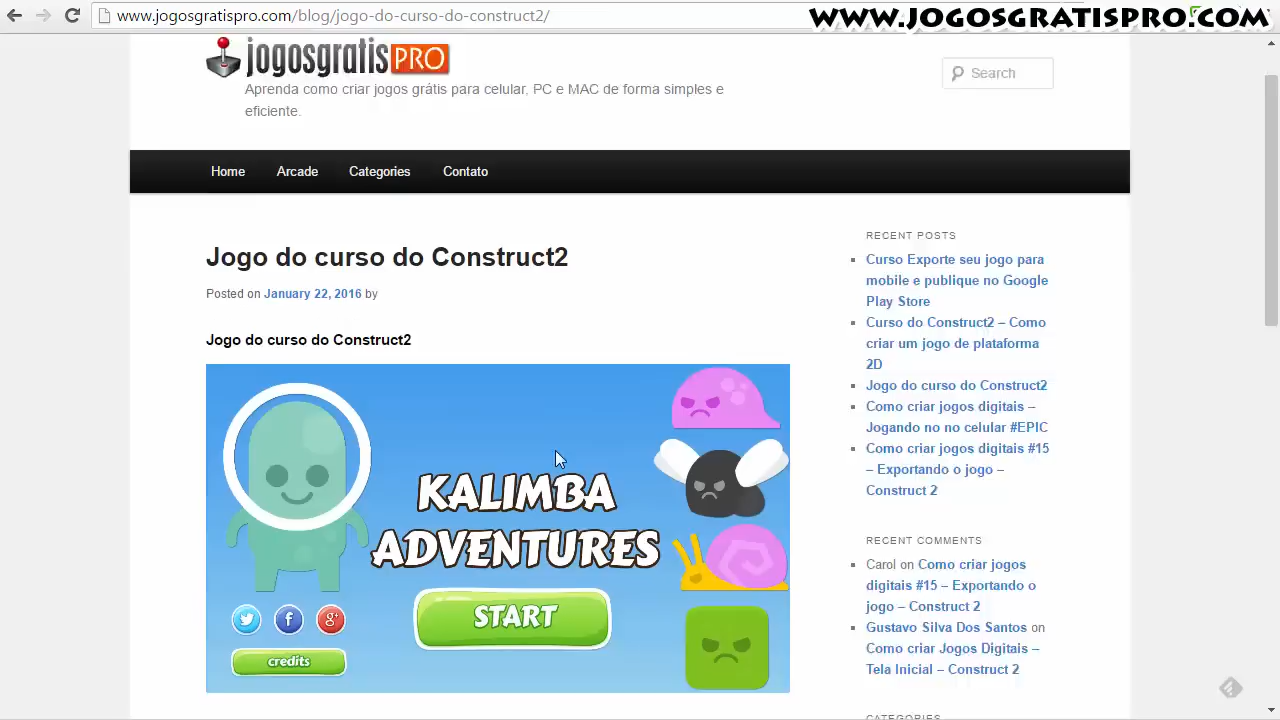 www.jogosgratispro.com/blog/jogo-do-curso-do-construct2/
WWW.JOGOSGRATISPRO.COM
jogosgratis PRO
Aprenda como criar jogos grátis para celular, PC e MAC de forma simples e
eficiente.
Search
Home Arcade Categories Contato
Jogo do curso do Construct2
Posted on January 22, 2016 by
Jogo do curso do Construct2
KALIMBA
ADVENTURES
START
credits
RECENT POSTS
Curso Exporte seu jogo para
mobile e publique no Google
Play Store
Curso do Construct2 – Como
criar um jogo de plataforma
2D
Jogo do curso do Construct2
Como criar jogos digitais –
Jogando no no celular #EPIC
Como criar jogos digitais #15
– Exportando o jogo –
Construct 2
RECENT COMMENTS
Carol on Como criar jogos
digitais #15 – Exportando o
jogo – Construct 2
Gustavo Silva Dos Santos on
Como criar Jogos Digitais –
Tela Inicial – Construct 2